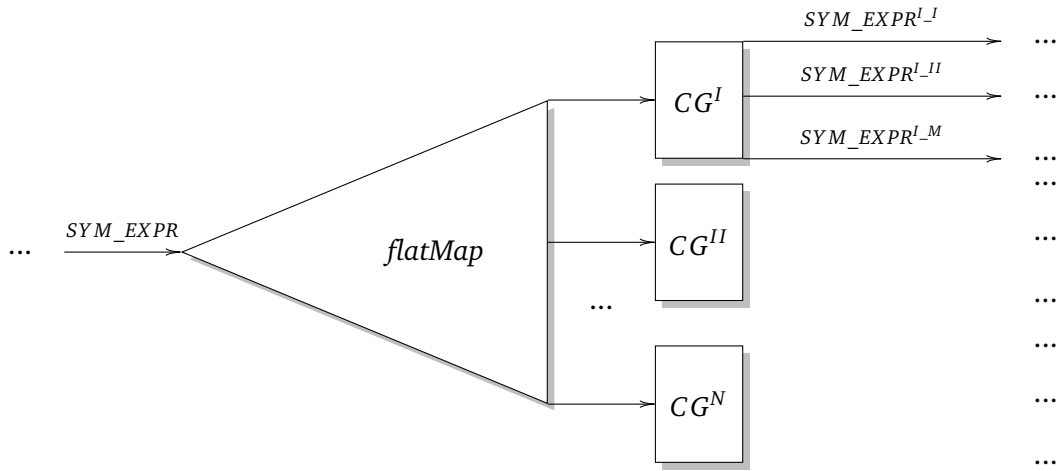 SYM_EXPR^{I_I}
...
SYM_EXPR^{I_II}
...
CG^I
SYM_EXPR^{I_M}
...
...
... SYM_EXPR
flatMap
CG^{II}
...
...
...
...
CG^N
...
...